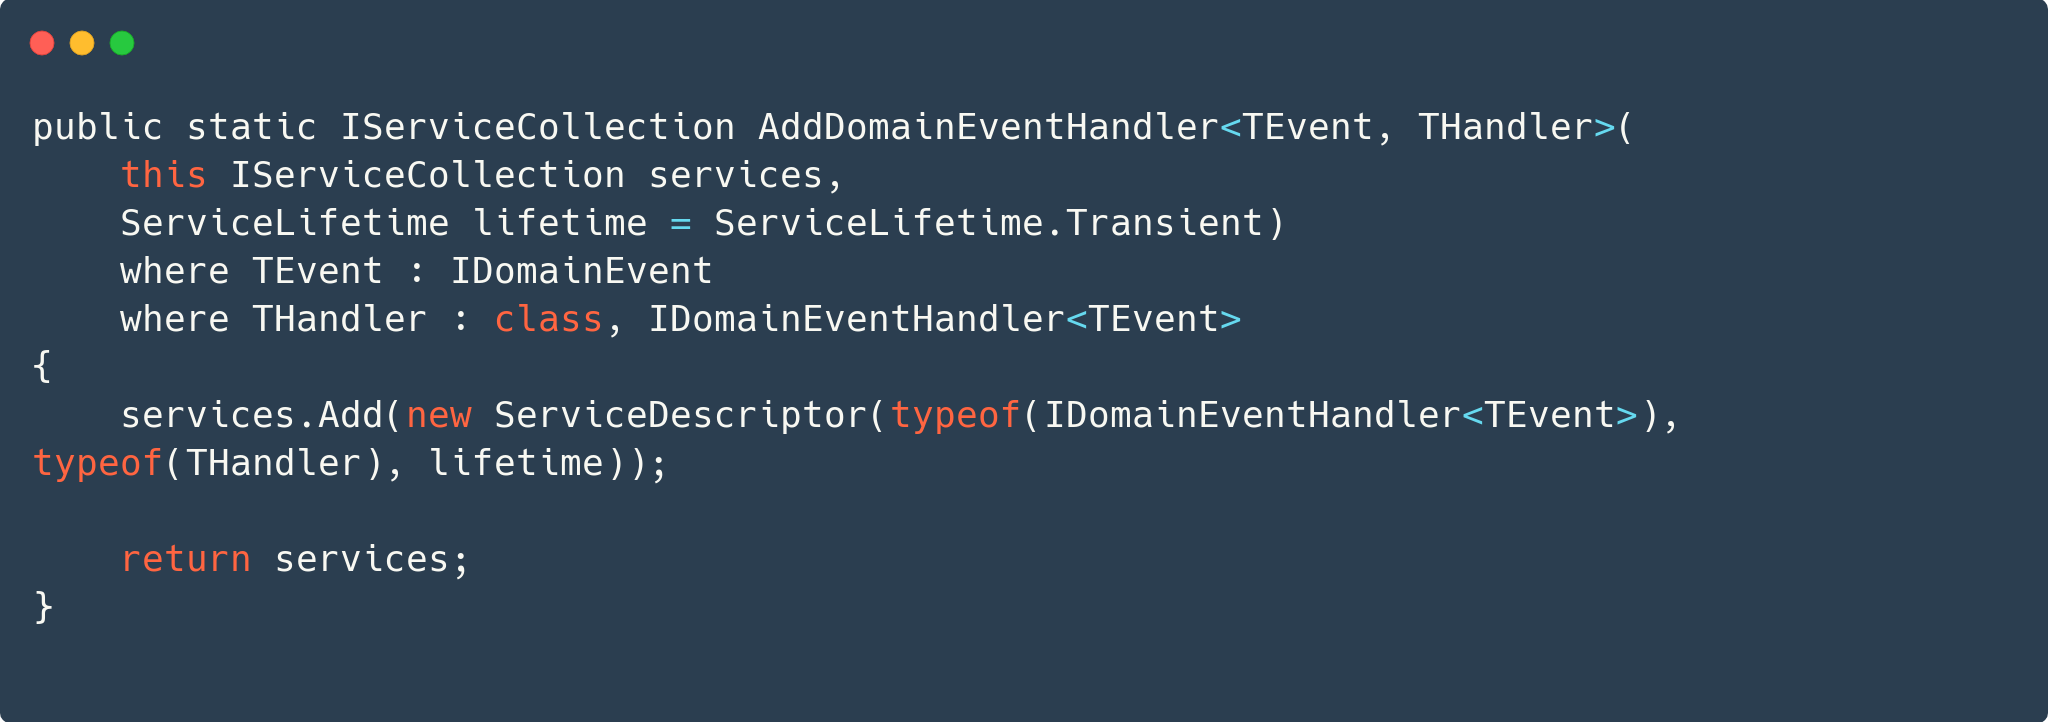 public static IServiceCollection AddDomainEventHandler<TEvent, THandler>(
    this IServiceCollection services,
    ServiceLifetime lifetime = ServiceLifetime.Transient)
    where TEvent : IDomainEvent
    where THandler : class, IDomainEventHandler<TEvent>
{
    services.Add(new ServiceDescriptor(typeof(IDomainEventHandler<TEvent>),
typeof(THandler), lifetime));

    return services;
}